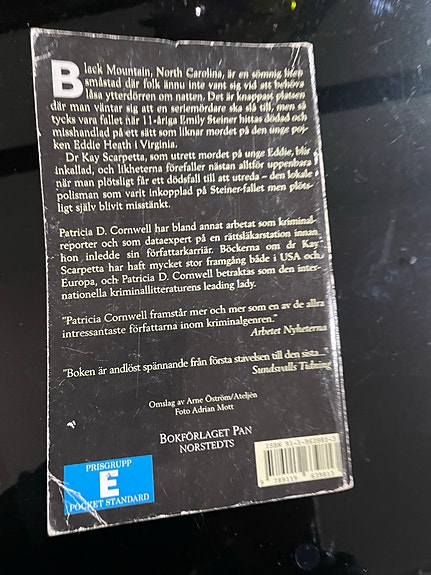 Black Mountain, North Carolina, är en sömnig liten
småstad där folk ännu inte vant sig vid att behöva
låsa ytterdörren om natten. Det är knappast platsen
där man väntar sig att en seriemördare ska slå till, men så
tycks vara fallet när 11-åriga Emily Steiner hittas dödad och
misshandlad på ett sätt som liknar mordet på den unge poj-
ken Eddie Heath i Virginia.
Dr Kay Scarpetta, som utrett mordet på unge Eddie, blir
inkallad, och likheterna förefaller nästan alltför uppenbara
när man plötsligt får ett dödsfall till att utreda – den lokale
polisman som varit inkopplad på Steiner-fallet men plöts-
ligt själv blivit misstänkt.
Patricia D. Cornwell har bland annat arbetat som kriminal-
reporter och som dataexpert på en rättsläkarstation innan
hon inledde sin författarkarriär. Böckerna om dr Kay
Scarpetta har haft mycket stor framgång både i USA och
Europa, och Patricia D. Cornwell betraktas som den inter-
nationella kriminallitteraturens leading lady.
"Patricia Cornwell framstår mer och mer som en av de allra
intressantaste författarna inom kriminalgenren."
Arbetet Nyheterna
"Boken är andlöst spännande från första stavelsen till den sista..."
Sundsvalls Tidning
Omslag av Arne Öström/Ateljén
Foto Adrian Mott
BOKFÖRLAGET PAN
NORSTEDTS
PRISGRUPP
E
POCKET STANDARD